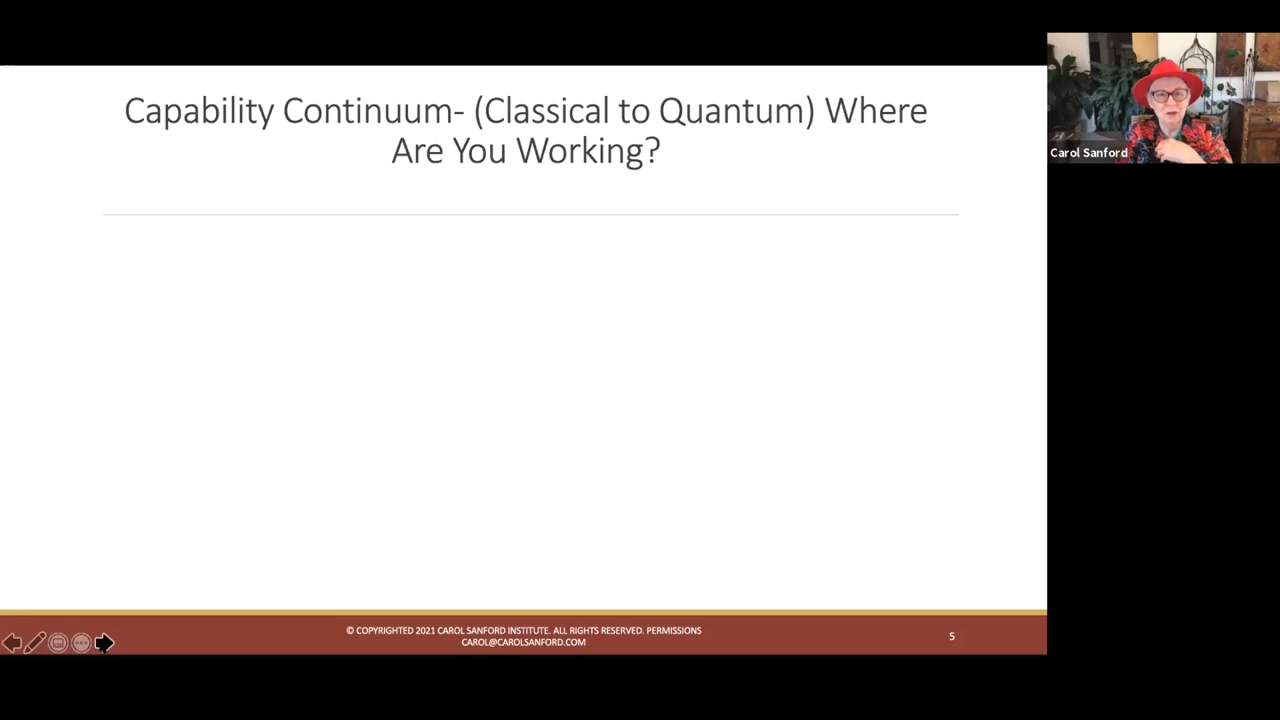 Capability Continuum- (Classical to Quantum) Where
Are You Working?
Carol Sanford
© COPYRIGHTED 2021 CAROL SANFORD INSTITUTE. ALL RIGHTS RESERVED. PERMISSIONS
CAROL@CAROLSANFORD.COM
5